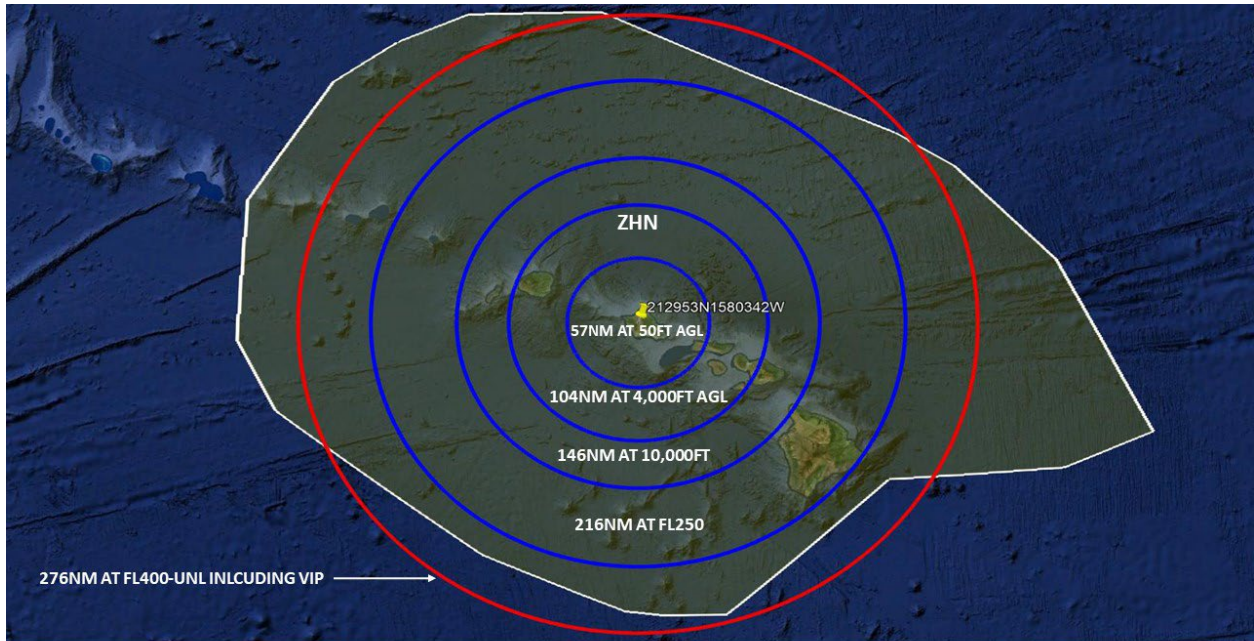 ZHN
212953N1580342W
57NM AT 50FT AGL
104NM AT 4,000FT AGL
146NM AT 10,000FT
216NM AT FL250
276NM AT FL400-UNL INLCUDING VIP